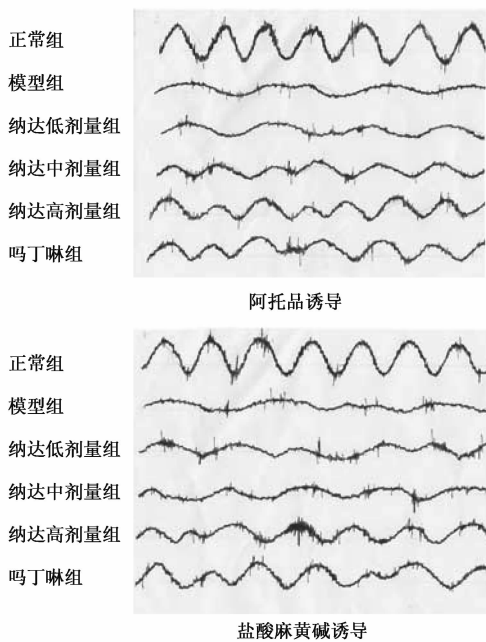 正常组
模型组
纳达低剂量组
纳达中剂量组
纳达高剂量组
吗丁啉组
阿托品诱导
正常组
模型组
纳达低剂量组
纳达中剂量组
纳达高剂量组
吗丁啉组
盐酸麻黄碱诱导